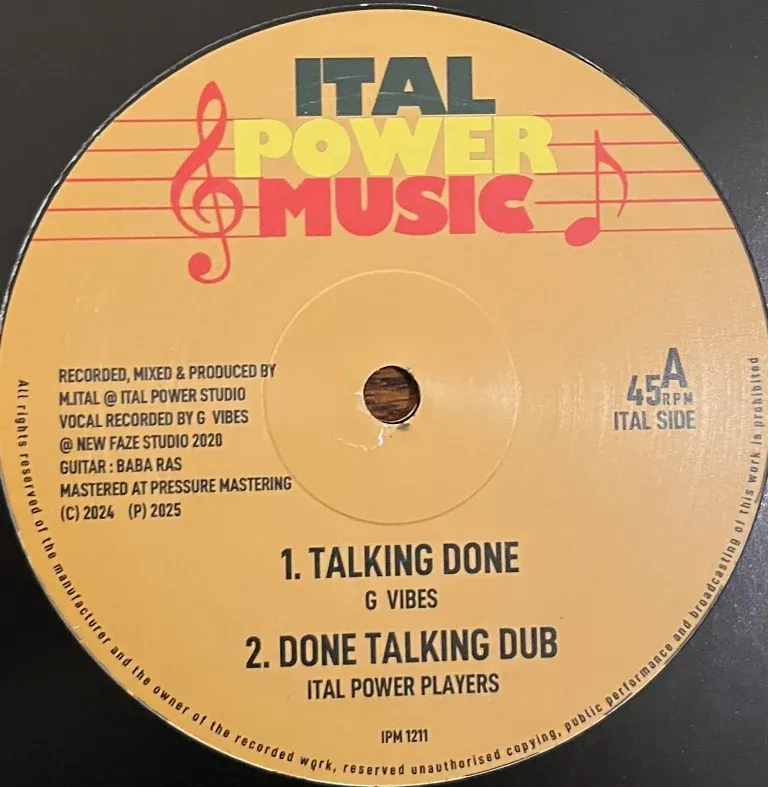 ITAL
POWER
MUSIC
RECORDED, MIXED & PRODUCED BY
M.ITAL @ ITAL POWER STUDIO
VOCAL RECORDED BY G VIBES
@ NEW FAZE STUDIO 2020
GUITAR : BABA RAS
MASTERED AT PRESSURE MASTERING
(C) 2024 (P) 2025
A
45RPM
ITAL SIDE
1. TALKING DONE
G VIBES
2. DONE TALKING DUB
ITAL POWER PLAYERS
IPM 1211
All rights reserved of the manufacturer and the owner of the recorded work, reserved unauthorised copying, public performance and broadcasting of this work is prohibited